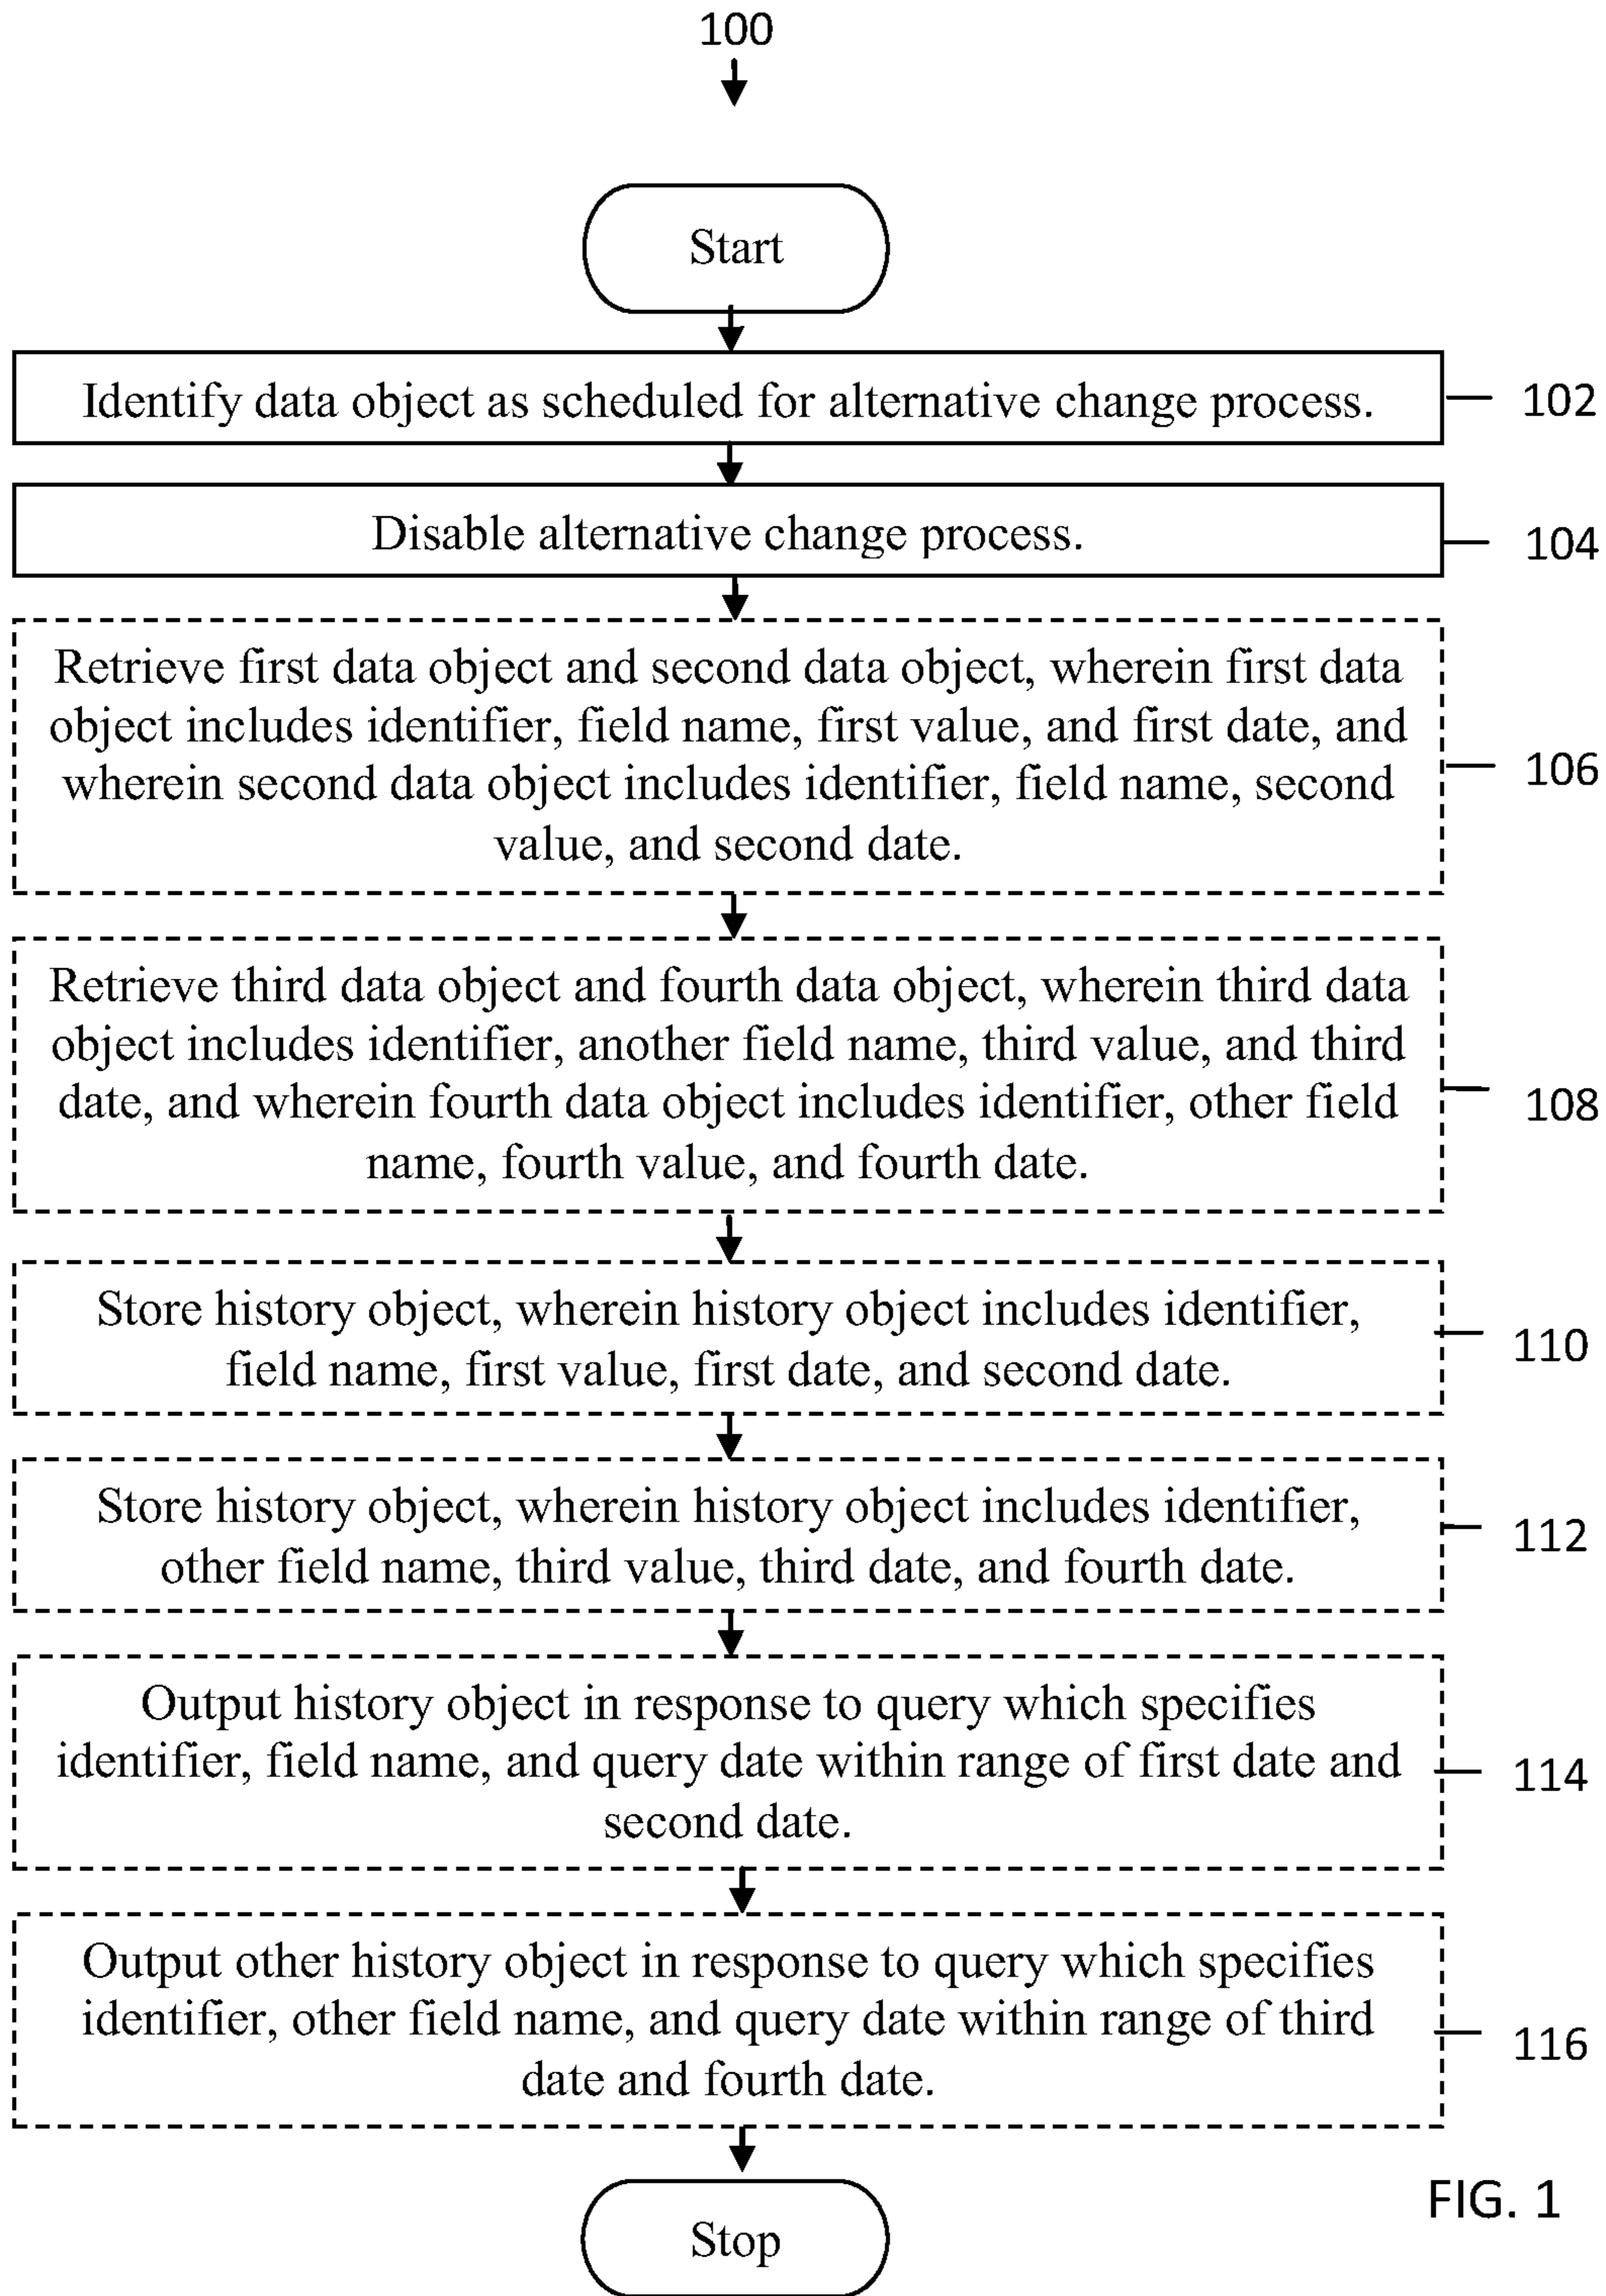 100
Start
Identify data object as scheduled for alternative change process.
102
Disable alternative change process.
104
Retrieve first data object and second data object, wherein first data
object includes identifier, field name, first value, and first date, and
wherein second data object includes identifier, field name, second
value, and second date.
106
Retrieve third data object and fourth data object, wherein third data
object includes identifier, another field name, third value, and third
date, and wherein fourth data object includes identifier, other field
name, fourth value, and fourth date.
108
Store history object, wherein history object includes identifier,
field name, first value, first date, and second date.
110
Store history object, wherein history object includes identifier,
other field name, third value, third date, and fourth date.
112
Output history object in response to query which specifies
identifier, field name, and query date within range of first date and
second date.
114
Output other history object in response to query which specifies
identifier, other field name, and query date within range of third
date and fourth date.
116
Stop
FIG. 1